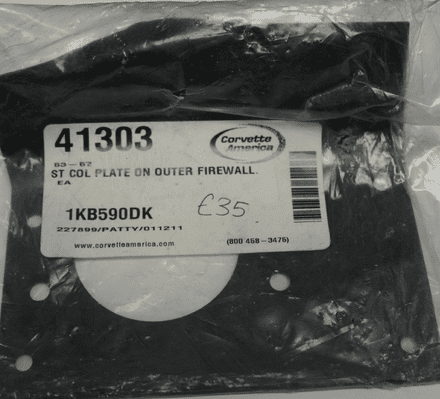 41303
Corvette America
63-82
ST COL PLATE ON OUTER FIREWALL.
EA
1KB590DK
£35
227899/PATTY/011211
www.corvetteamerica.com
(800 458-3475)